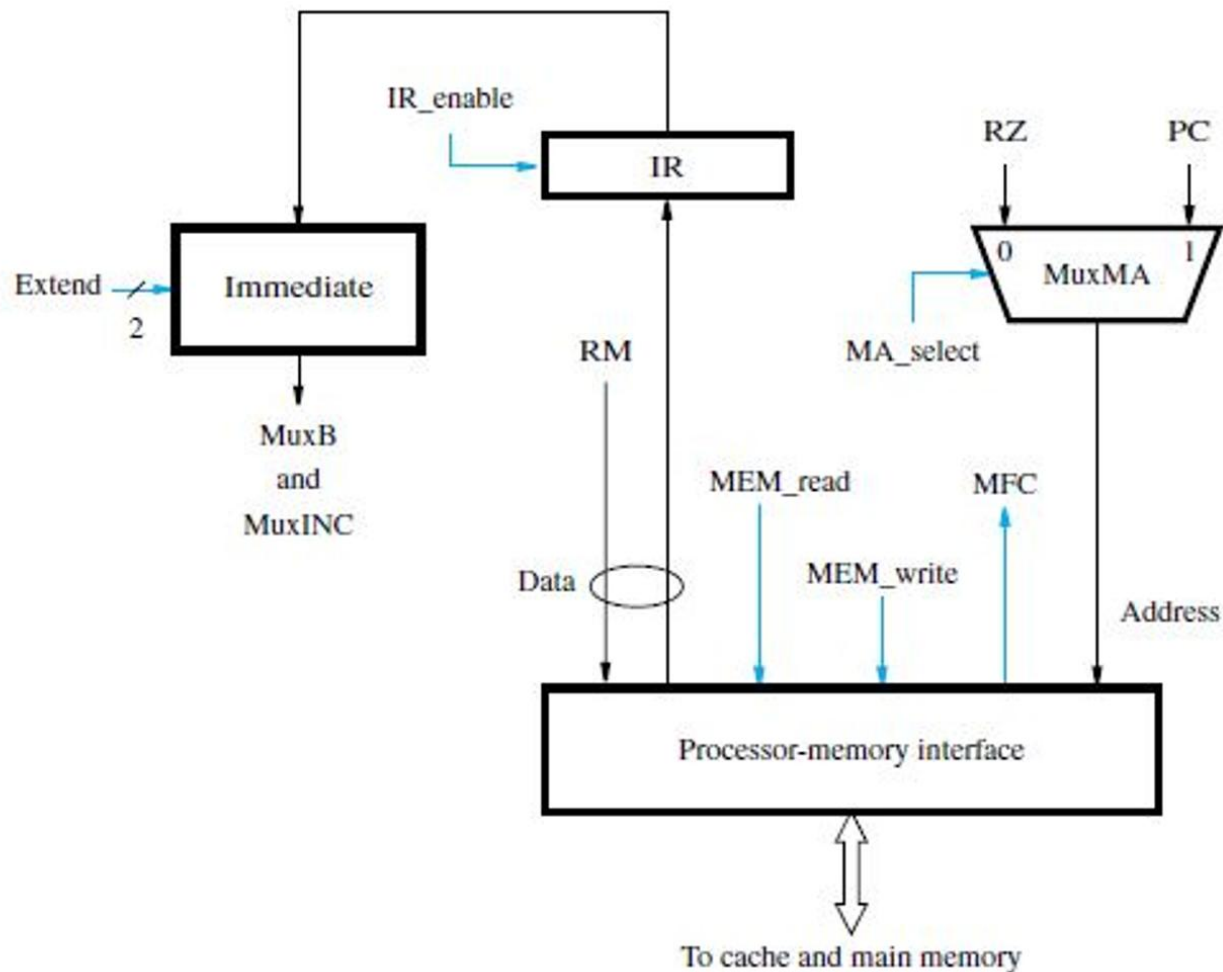 IR_enable
IR
RZ
PC
0
1
MuxMA
Extend
2
Immediate
MA_select
RM
MuxB
and
MuxINC
MEM_read
MFC
Data
MEM_write
Address
Processor-memory interface
To cache and main memory